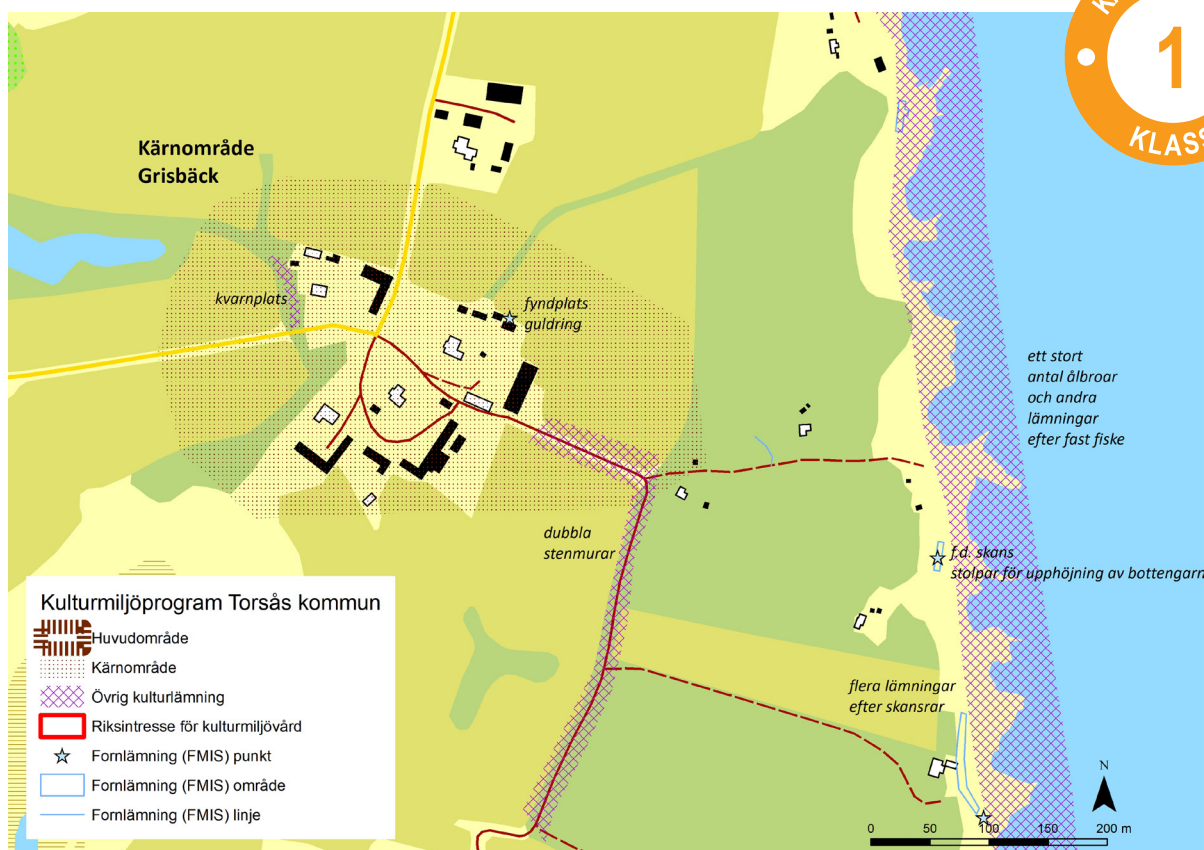 1
KLASS
Kärnområde
Grisbäck
kvarnplats
fyndplats
guldring
ett stort
antal ålbroar
och andra
lämningar
efter fast fiske
dubbla
stenmurar
f.d. skans
stolpar för upphöjning av bottengarn
flera lämningar
efter skansrar
Kulturmiljöprogram Torsås kommun
Huvudområde
Kärnområde
Övrig kulturlämning
Riksintresse för kulturmiljövård
Fornlämning (FMIS) punkt
Fornlämning (FMIS) område
Fornlämning (FMIS) linje
N
0 50 100 150 200 m